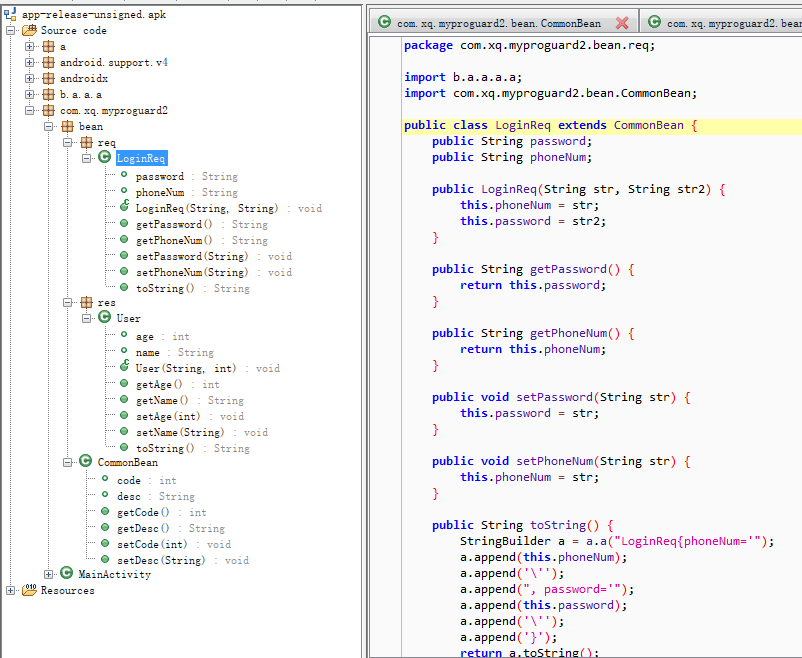 app-release-unsigned.apk
Source code
a
android.support.v4
androidx
b.a.a.a
com.xq.myproguard2
bean
req
LoginReq
password : String
phoneNum : String
LoginReq(String, String) : void
getPassword() : String
getPhoneNum() : String
setPassword(String) : void
setPhoneNum(String) : void
toString() : String
res
User
age : int
name : String
User(String, int) : void
getAge() : int
getName() : String
setAge(int) : void
setName(String) : void
toString() : String
CommonBean
code : int
desc : String
getCode() : int
getDesc() : String
setCode(int) : void
setDesc(String) : void
MainActivity
Resources
com.xq.myproguard2.bean.CommonBean
com.xq.myproguard2.bean
package com.xq.myproguard2.bean.req;
import b.a.a.a.a;
import com.xq.myproguard2.bean.CommonBean;
public class LoginReq extends CommonBean {
public String password;
public String phoneNum;
public LoginReq(String str, String str2) {
this.phoneNum = str;
this.password = str2;
}
public String getPassword() {
return this.password;
}
public String getPhoneNum() {
return this.phoneNum;
}
public void setPassword(String str) {
this.password = str;
}
public void setPhoneNum(String str) {
this.phoneNum = str;
}
public String toString() {
StringBuilder a = a.a("LoginReq{phoneNum='");
a.append(this.phoneNum);
a.append('\'');
a.append(", password='");
a.append(this.password);
a.append('\'');
a.append('}');
return a.toString();